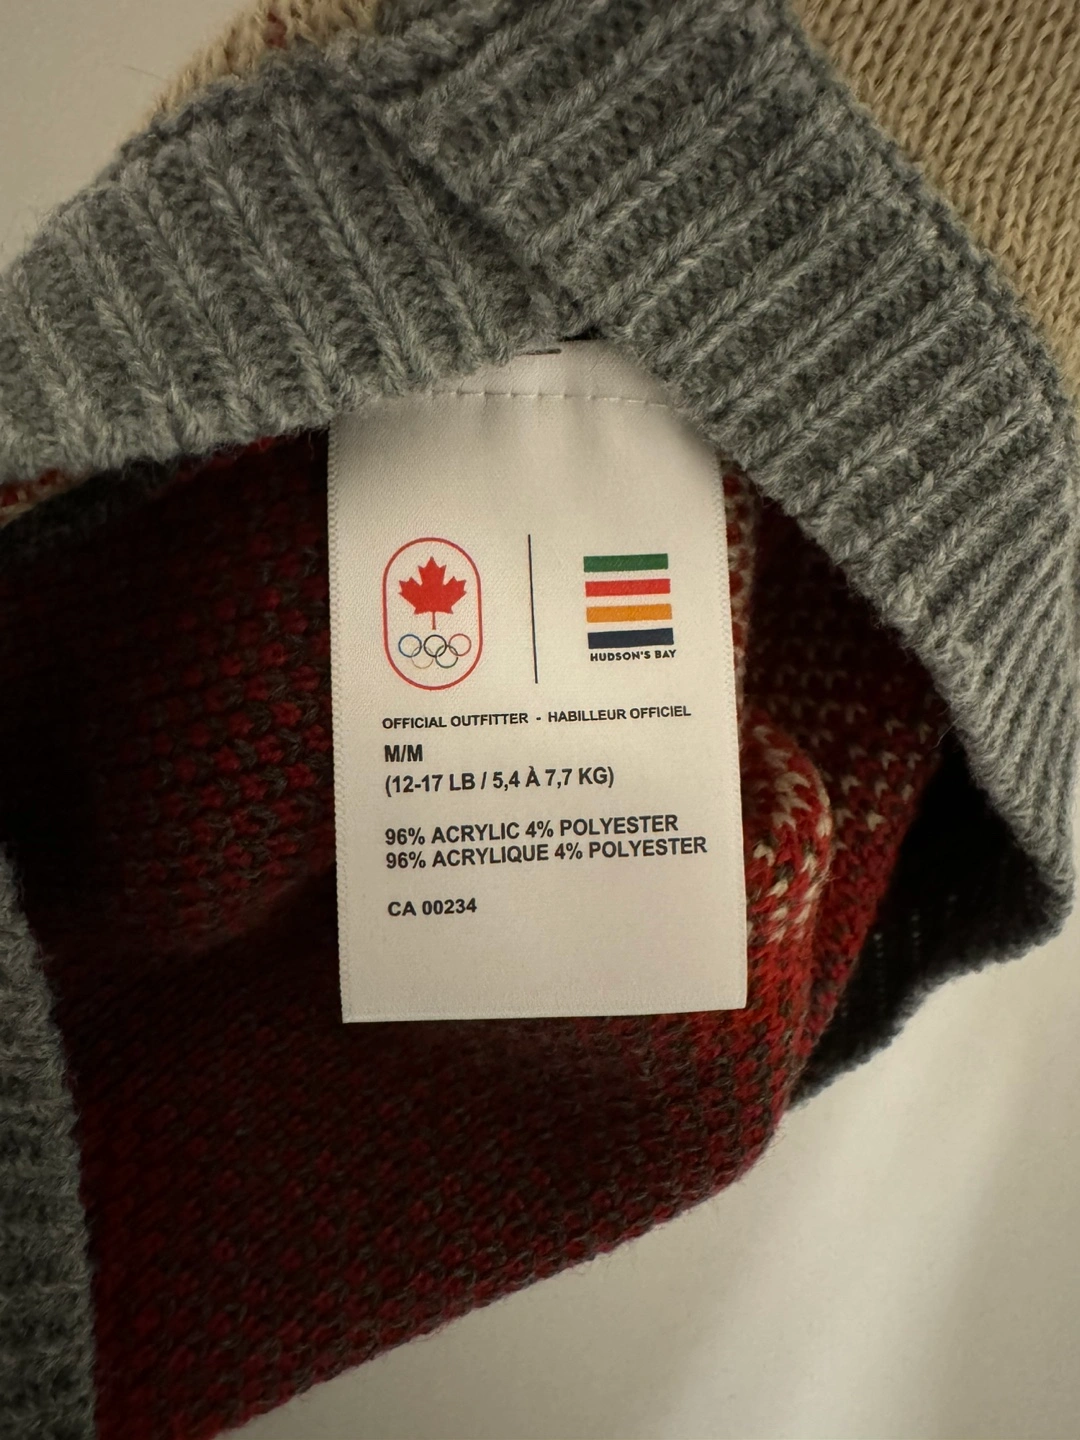 HUDSON'S BAY
OFFICIAL OUTFITTER - HABILLEUR OFFICIEL
M/M
(12-17 LB / 5,4 À 7,7 KG)
96% ACRYLIC 4% POLYESTER
96% ACRYLIQUE 4% POLYESTER
CA 00234